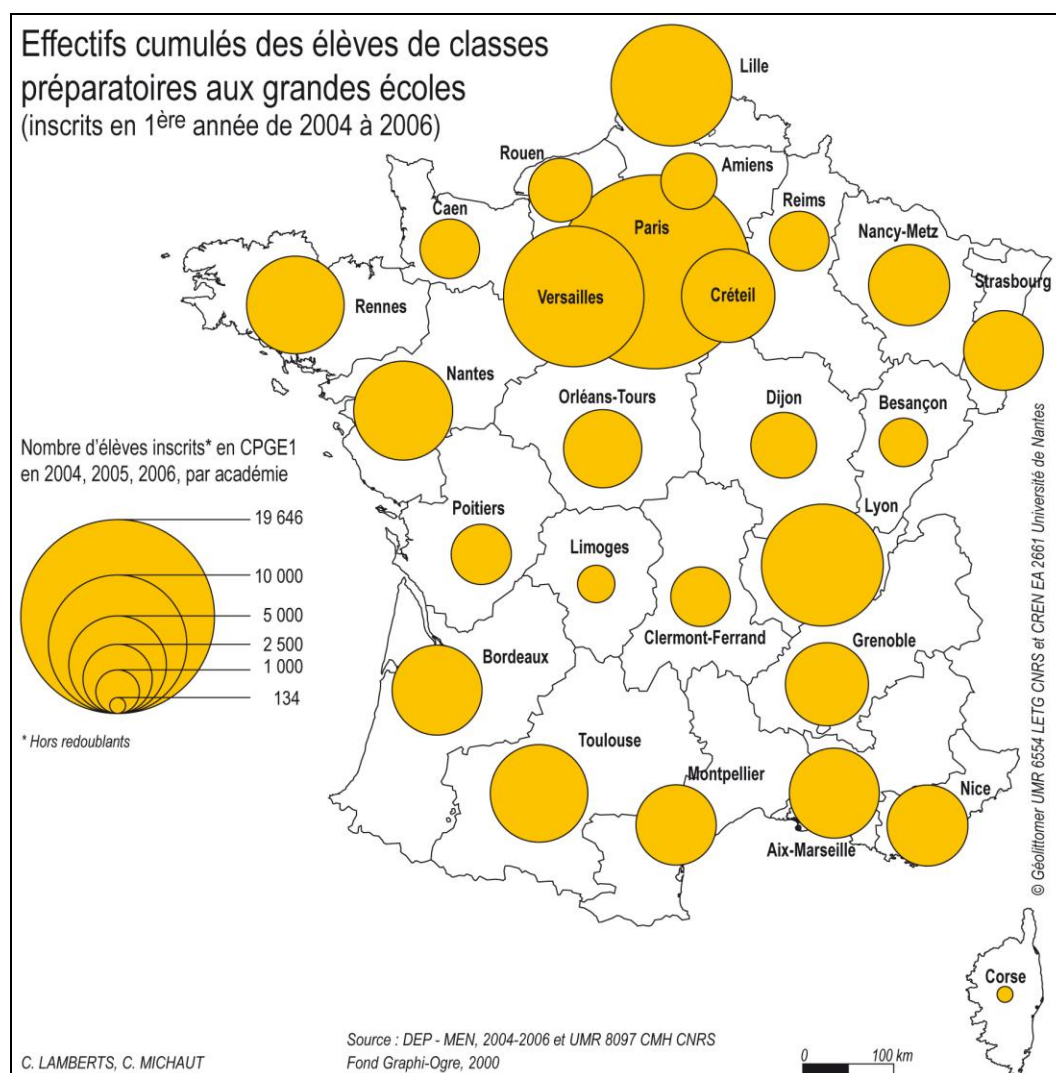 Effectifs cumulés des élèves de classes
préparatoires aux grandes écoles
(inscrits en 1ère année de 2004 à 2006)
Lille
Rouen
Amiens
Caen
Paris
Reims
Nancy-Metz
Strasbourg
Versailles
Créteil
Rennes
Nantes
Orléans-Tours
Dijon
Besançon
Nombre d'élèves inscrits* en CPGE1
en 2004, 2005, 2006, par académie
19 646
10 000
5 000
2 500
1 000
134
* Hors redoublants
Poitiers
Limoges
Lyon
Clermont-Ferrand
Grenoble
Bordeaux
Toulouse
Montpellier
Aix-Marseille
Nice
Corse
© Géolittomer UMR 6554 LETG CNRS et CREN EA 2661 Université de Nantes
C. LAMBERTS, C. MICHAUT
Source : DEP - MEN, 2004-2006 et UMR 8097 CMH CNRS
Fond Graphi-Ogre, 2000
0 100 km